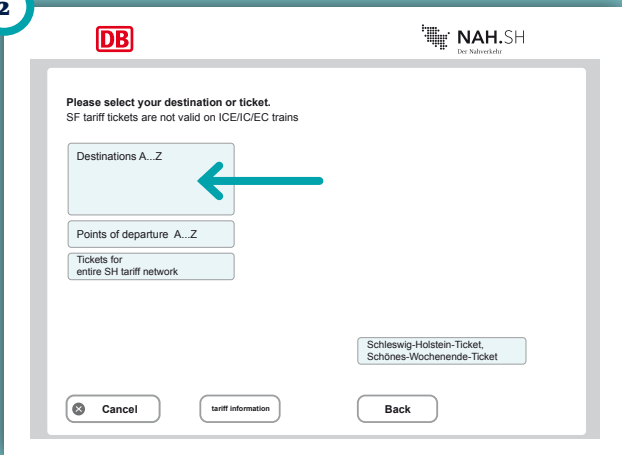 2
DB
NAH.SH
Der Nahverkehr
Please select your destination or ticket.
SF tariff tickets are not valid on ICE/IC/EC trains
Destinations A...Z
Points of departure A...Z
Tickets for
entire SH tariff network
Schleswig-Holstein-Ticket,
Schönes-Wochenende-Ticket
Cancel
tariff information
Back